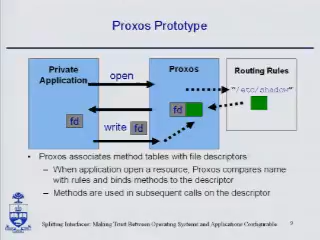 Proxos Prototype
Private
Application
open
Proxos
Routing Rules
"/etc/shadow"
fd
fd
write
fd
• Proxos associates method tables with file descriptors
– When application open a resource, Proxos compares name
with rules and binds methods to the descriptor
– Methods are used in subsequent calls on the descriptor
Splitting Interfaces: Making Trust Between Operating Systems and Applications Configurable
9